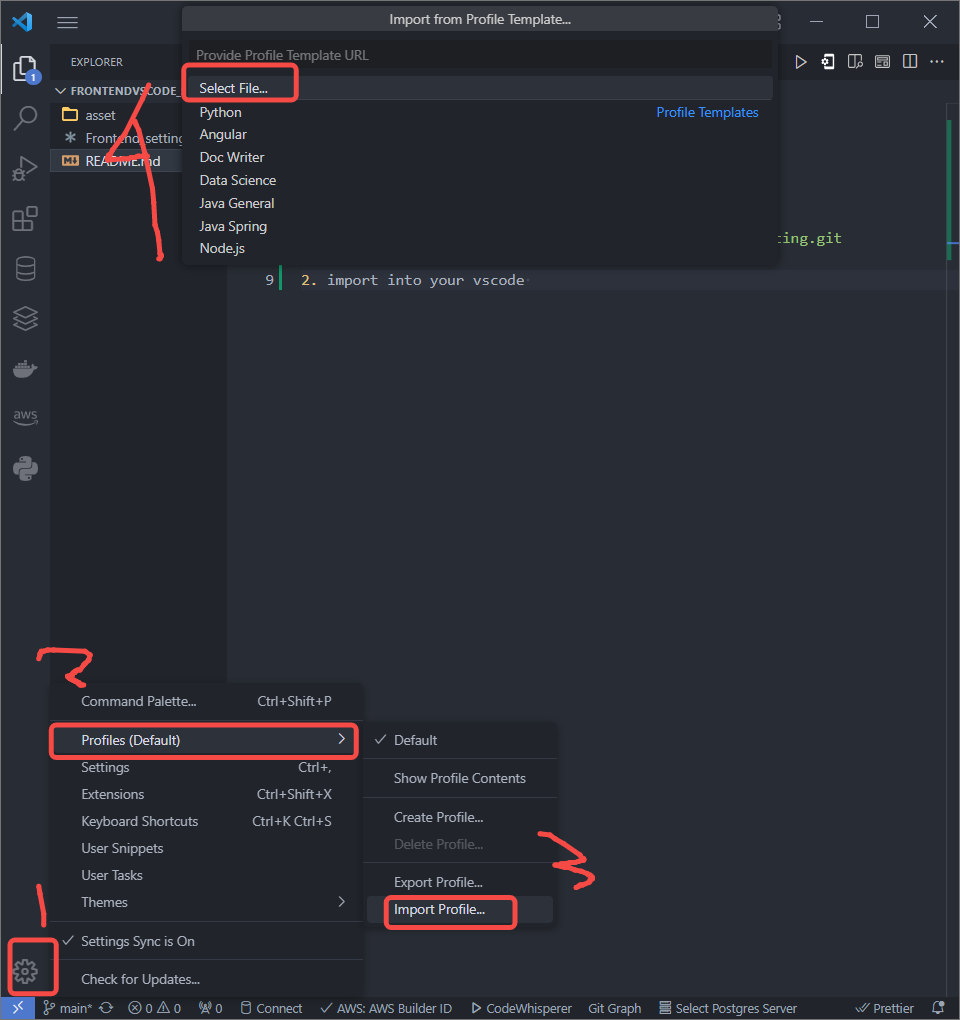 Import from Profile Template...
Provide Profile Template URL
Select File...
Python
Profile Templates
Angular
Doc Writer
Data Science
Java General
Java Spring
Node.js
EXPLORER
1
FRONTENDVSCODE_
asset
Frontend_setting
README.md
4
ting.git
9 2. import into your vscode
aws
2
Command Palette... Ctrl+Shift+P
Profiles (Default)
Settings Ctrl+,
Extensions Ctrl+Shift+X
Keyboard Shortcuts Ctrl+K Ctrl+S
User Snippets
User Tasks
Themes
Settings Sync is On
Check for Updates...
Default
Show Profile Contents
Create Profile...
Delete Profile...
Export Profile...
Import Profile...
3
1
main* 0 0 0 Connect AWS: AWS Builder ID CodeWhisperer Git Graph Select Postgres Server Prettier